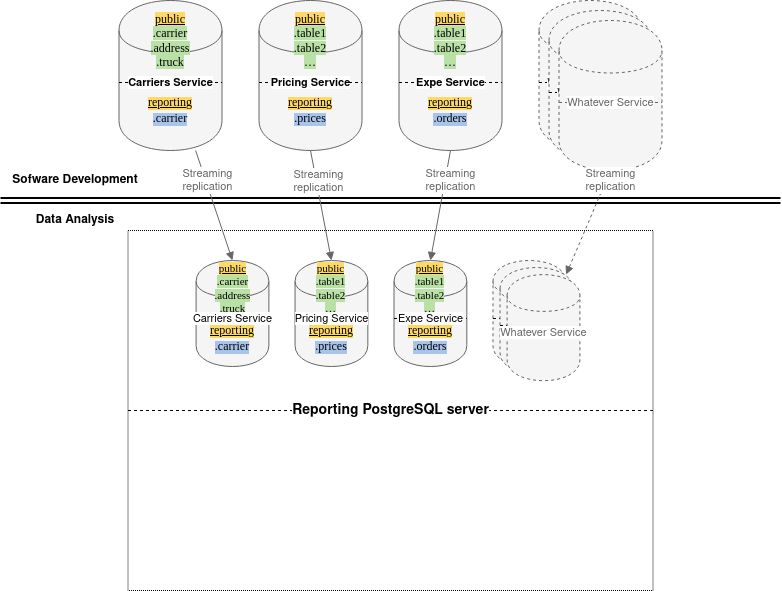 public
.carrier
.address
.truck
Carriers Service
reporting
.carrier
public
.table1
.table2
...
Pricing Service
reporting
.prices
public
.table1
.table2
...
Expe Service
reporting
.orders
Whatever Service
Streaming
replication
Streaming
replication
Streaming
replication
Streaming
replication
Sofware Development
Data Analysis
public
.carrier
.address
.truck
Carriers Service
reporting
.carrier
public
.table1
.table2
...
Pricing Service
reporting
.prices
public
.table1
.table2
...
Expe Service
reporting
.orders
Whatever Service
Reporting PostgreSQL server